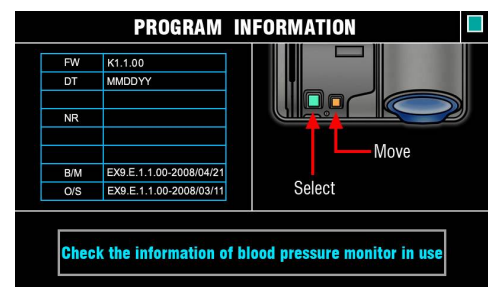 PROGRAM INFORMATION
FW K1.1.00
DT MMDDYY
NR
B/M EX9.E.1.1.00-2008/04/21
O/S EX9.E.1.1.00-2008/03/11
Move
Select
Check the information of blood pressure monitor in use